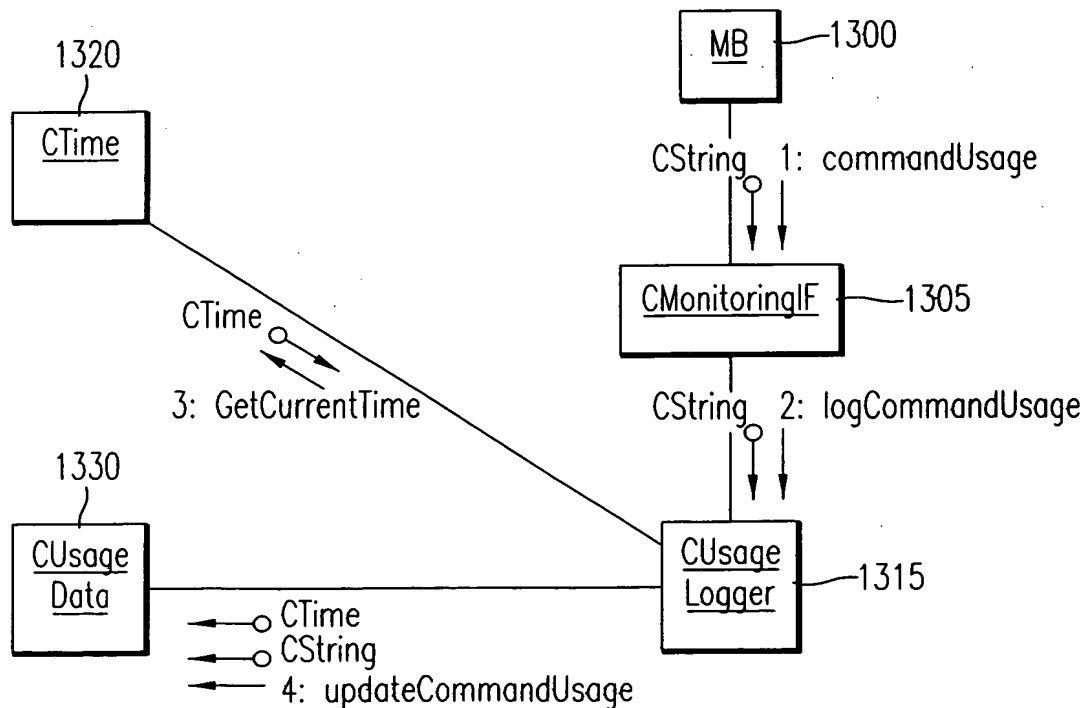 1320
CTime
MB
1300
CString 1: commandUsage
CMonitoringIF
1305
CTime
3: GetCurrentTime
CString 2: logCommandUsage
1330
CUsage
Data
CUsage
Logger
1315
CTime
CString
4: updateCommandUsage